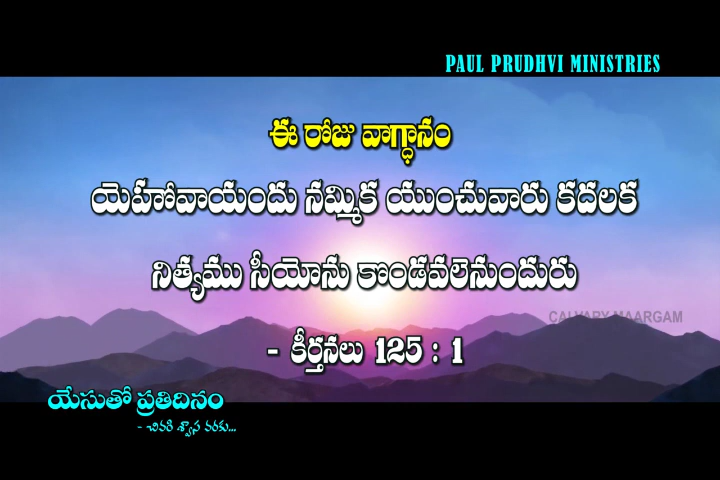 PAUL PRUDHVI MINISTRIES
ఈ రోజు వాగ్ధానం
యెహోవాయందు నమ్మిక యుంచువారు కదలక
నిత్యము సీయోను కొండవలెనుందురు
- కీర్తనలు 125 : 1
CALVARY MAARGAM
యేసుతో ప్రతిదినం
- చివరి శ్వాస వరకు...